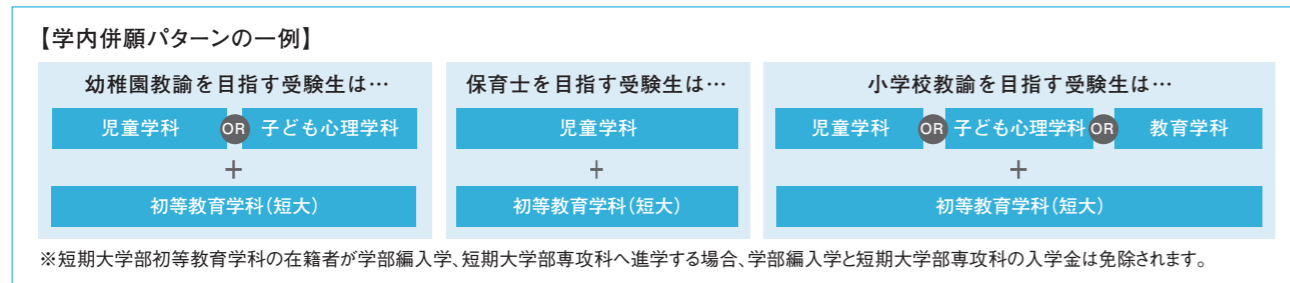 【学内併願パターンの一例】
幼稚園教諭を目指す受験生は…
児童学科 OR 子ども心理学科
+
初等教育学科(短大)
保育士を目指す受験生は…
児童学科
+
初等教育学科(短大)
小学校教諭を目指す受験生は…
児童学科 OR 子ども心理学科 OR 教育学科
+
初等教育学科(短大)
※短期大学部初等教育学科の在籍者が学部編入学、短期大学部専攻科へ進学する場合、学部編入学と短期大学部専攻科の入学金は免除されます。